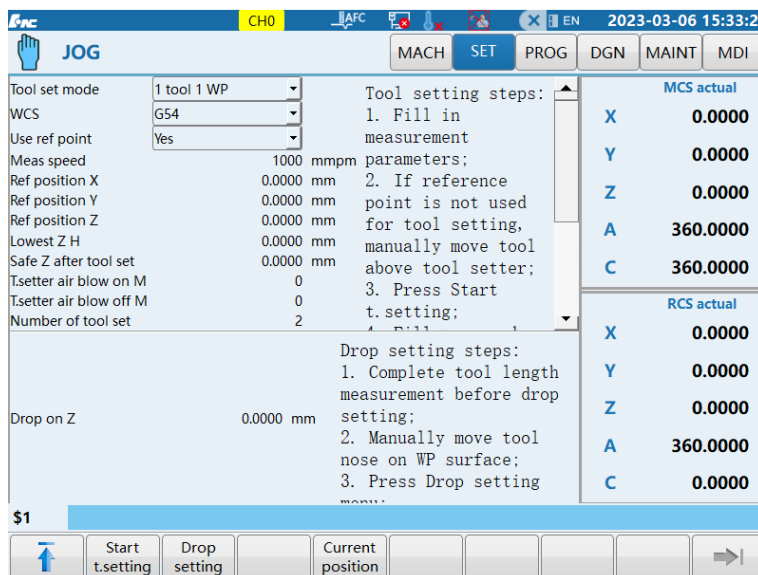 CH0 AFC EN 2023-03-06 15:33:2
JOG MACH SET PROG DGN MAINT MDI
Tool set mode 1 tool 1 WP
WCS G54
Use ref point Yes
Meas speed 1000 mmpm
Ref position X 0.0000 mm
Ref position Y 0.0000 mm
Ref position Z 0.0000 mm
Lowest Z H 0.0000 mm
Safe Z after tool set 0.0000 mm
T.setter air blow on M 0
T.setter air blow off M 0
Number of tool set 2
Tool setting steps:
1. Fill in
measurement
parameters;
2. If reference
point is not used
for tool setting,
manually move tool
above tool setter;
3. Press Start
t.setting;
Drop on Z 0.0000 mm
Drop setting steps:
1. Complete tool length
measurement before drop
setting;
2. Manually move tool
nose on WP surface;
3. Press Drop setting
MCS actual
X 0.0000
Y 0.0000
Z 0.0000
A 360.0000
C 360.0000
RCS actual
X 0.0000
Y 0.0000
Z 0.0000
A 360.0000
C 0.0000
$1
Start
t.setting
Drop
setting
Current
position